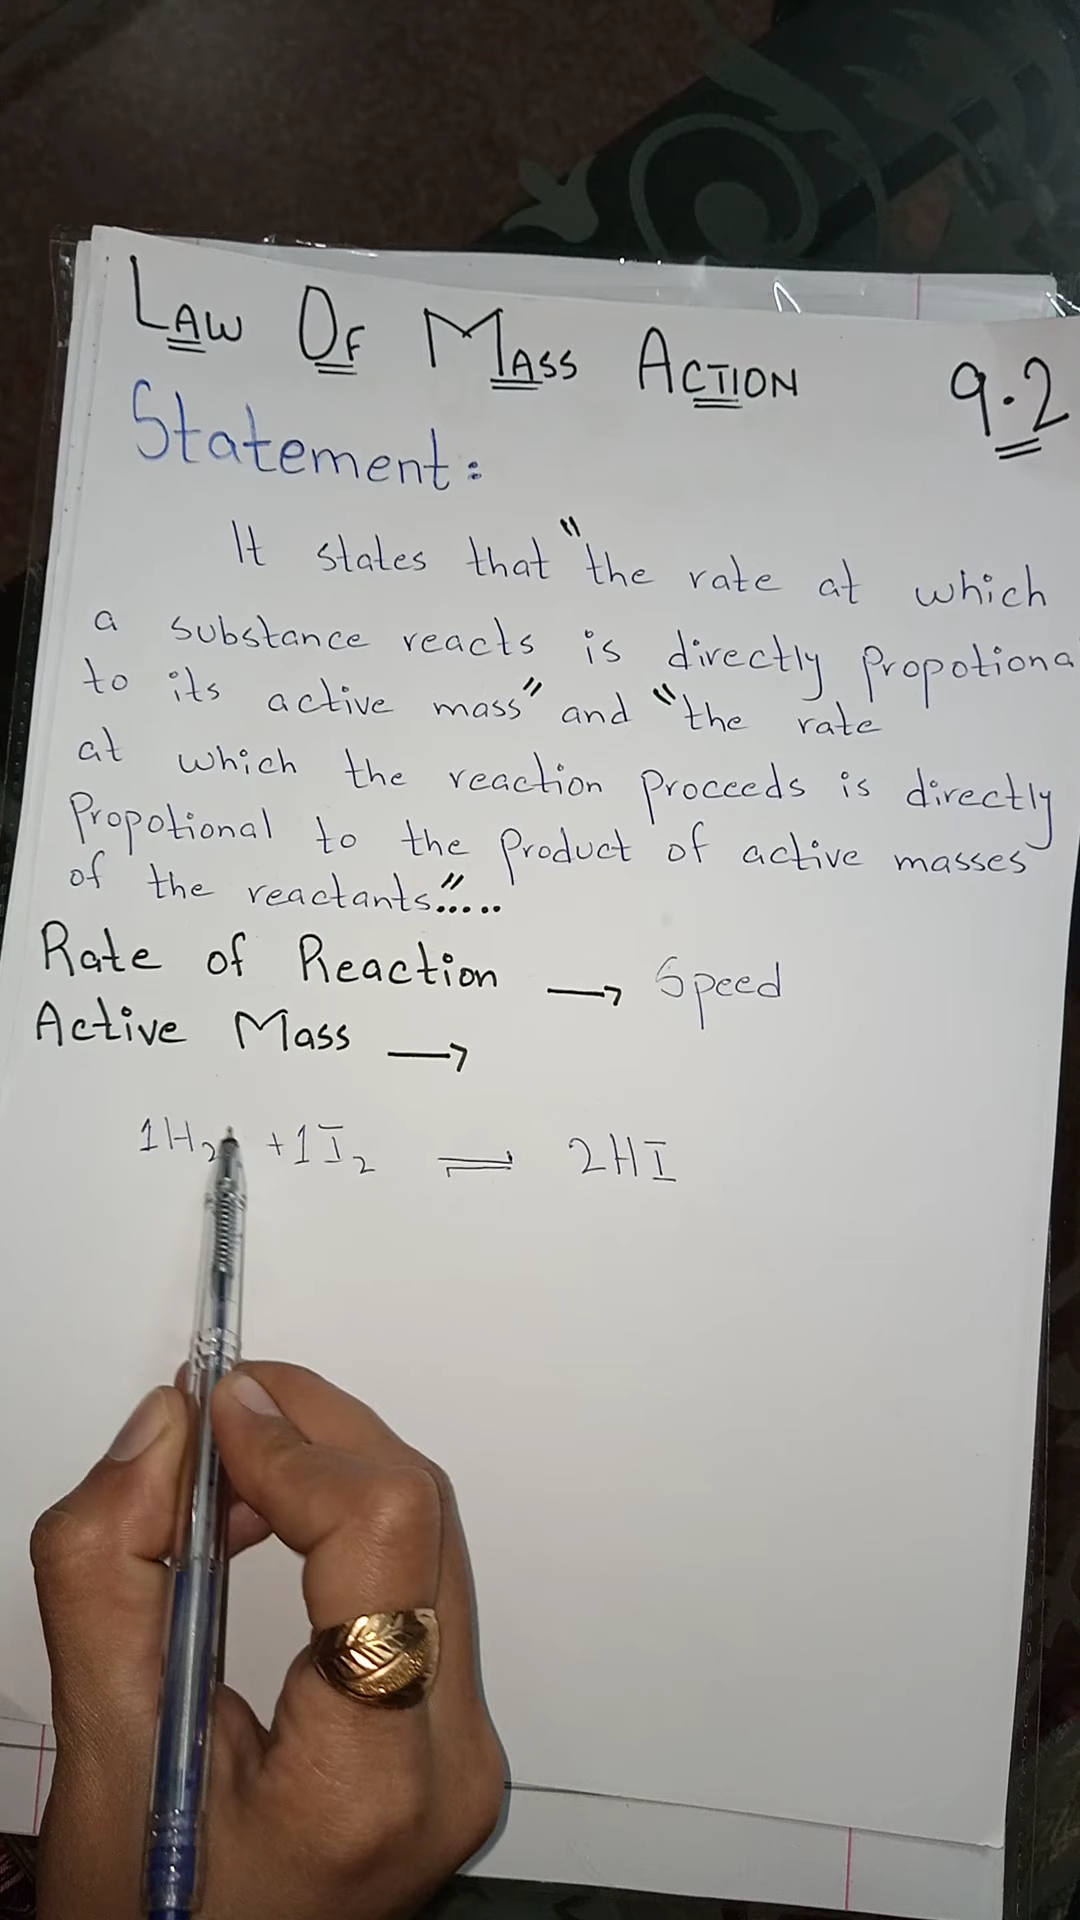 LAW OF MASS ACTION 9.2
Statement:
It states that "the rate at which
a substance reacts is directly Propotiona
to its active mass" and "the rate
at which the reaction Proceeds is directly
Propotional to the Product of active masses
of the reactants".....
Rate of Reaction → Speed
Active Mass →
1H₂ +1I₂ ⇌ 2HI